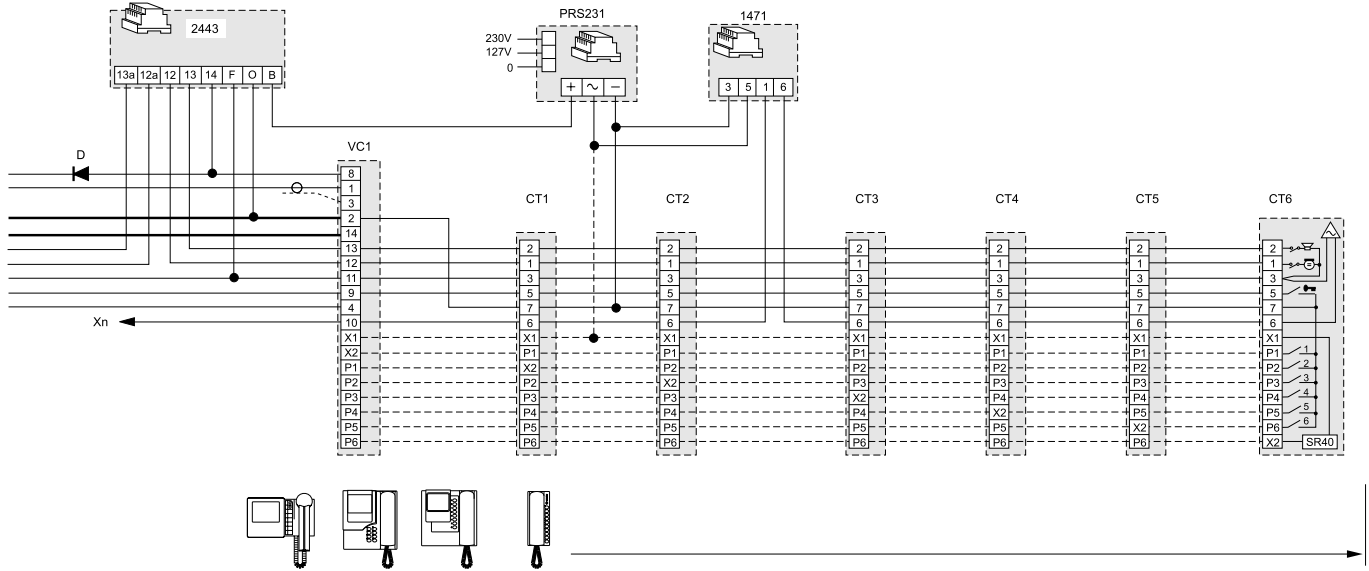 2443
13a 12a 12 13 14 F O B
PRS231
230V
127V
0
+ ~ −
1471
3 5 1 6
D
Xn
VC1
8
1
3
2
14
13
12
11
9
4
10
X1
X2
P1
P2
P3
P4
P5
P6
CT1
2
1
3
5
7
6
X1
P1
X2
P2
P3
P4
P5
P6
CT2
2
1
3
5
7
6
X1
P1
P2
X2
P3
P4
P5
P6
CT3
2
1
3
5
7
6
X1
P1
P2
P3
X2
P4
P5
P6
CT4
2
1
3
5
7
6
X1
P1
P2
P3
P4
X2
P5
P6
CT5
2
1
3
5
7
6
X1
P1
P2
P3
P4
P5
X2
P6
CT6
2
1
3
5
7
6
X1
P1 1
P2 2
P3 3
P4 4
P5 5
P6 6
X2 SR40